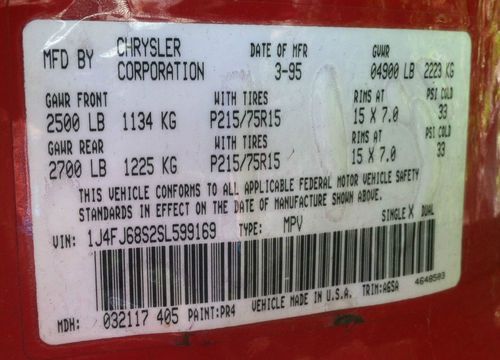 MFD BY CHRYSLER CORPORATION DATE OF MFR 3-95 GVWR 04900 LB 2223 KG
GAWR FRONT WITH TIRES RIMS AT PSI COLD
2500 LB 1134 KG P215/75R15 15 X 7.0 33
GAWR REAR WITH TIRES RIMS AT PSI COLD
2700 LB 1225 KG P215/75R15 15 X 7.0 33
THIS VEHICLE CONFORMS TO ALL APPLICABLE FEDERAL MOTOR VEHICLE SAFETY
STANDARDS IN EFFECT ON THE DATE OF MANUFACTURE SHOWN ABOVE.
VIN: 1J4FJ68S2SL599169 TYPE: MPV SINGLE X DUAL
MDH: 032117 405 PAINT:PR4 VEHICLE MADE IN U.S.A. TRIM:A6SA 4648503